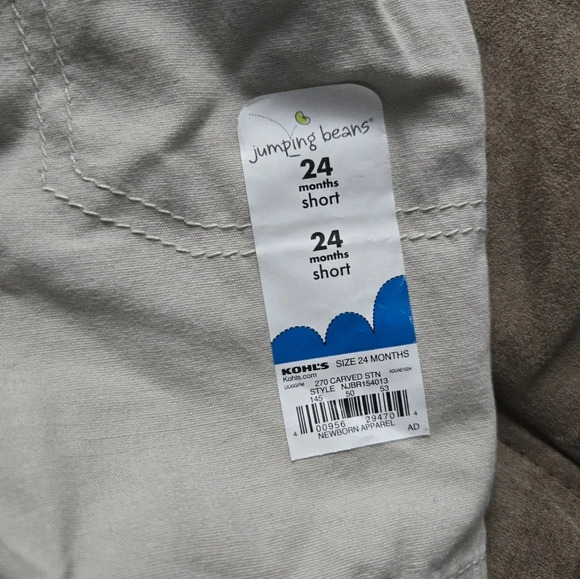 jumping beans®
24
months
short
24
months
short
KOHL'S SIZE 24 MONTHS
Kohls.com
270 CARVED STN
STYLE NJBR154013
145 50 53
4 00956 29470 4
NEWBORN APPAREL AD